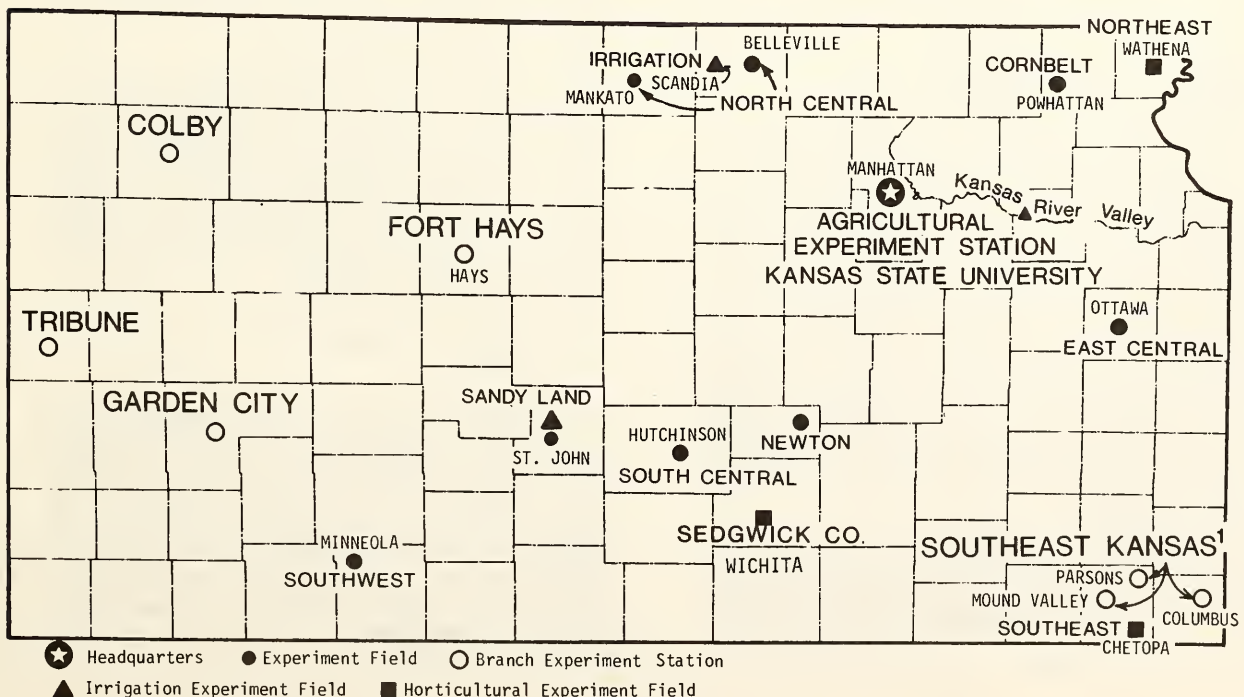 NORTHEAST
WATHENA
IRRIGATION
BELLEVILLE
SCANDIA
MANKATO
NORTH CENTRAL
CORNBELT
POWHATTAN
COLBY
MANHATTAN
Kansas River Valley
AGRICULTURAL
EXPERIMENT STATION
KANSAS STATE UNIVERSITY
FORT HAYS
HAYS
TRIBUNE
OTTAWA
EAST CENTRAL
GARDEN CITY
SANDY LAND
ST. JOHN
HUTCHINSON
SOUTH CENTRAL
NEWTON
SEDGWICK CO.
WICHITA
MINNEOLA
SOUTHWEST
SOUTHEAST KANSAS¹
PARSONS
MOUND VALLEY
COLUMBUS
SOUTHEAST
CHETOPA
Headquarters Experiment Field Branch Experiment Station
Irrigation Experiment Field Horticultural Experiment Field